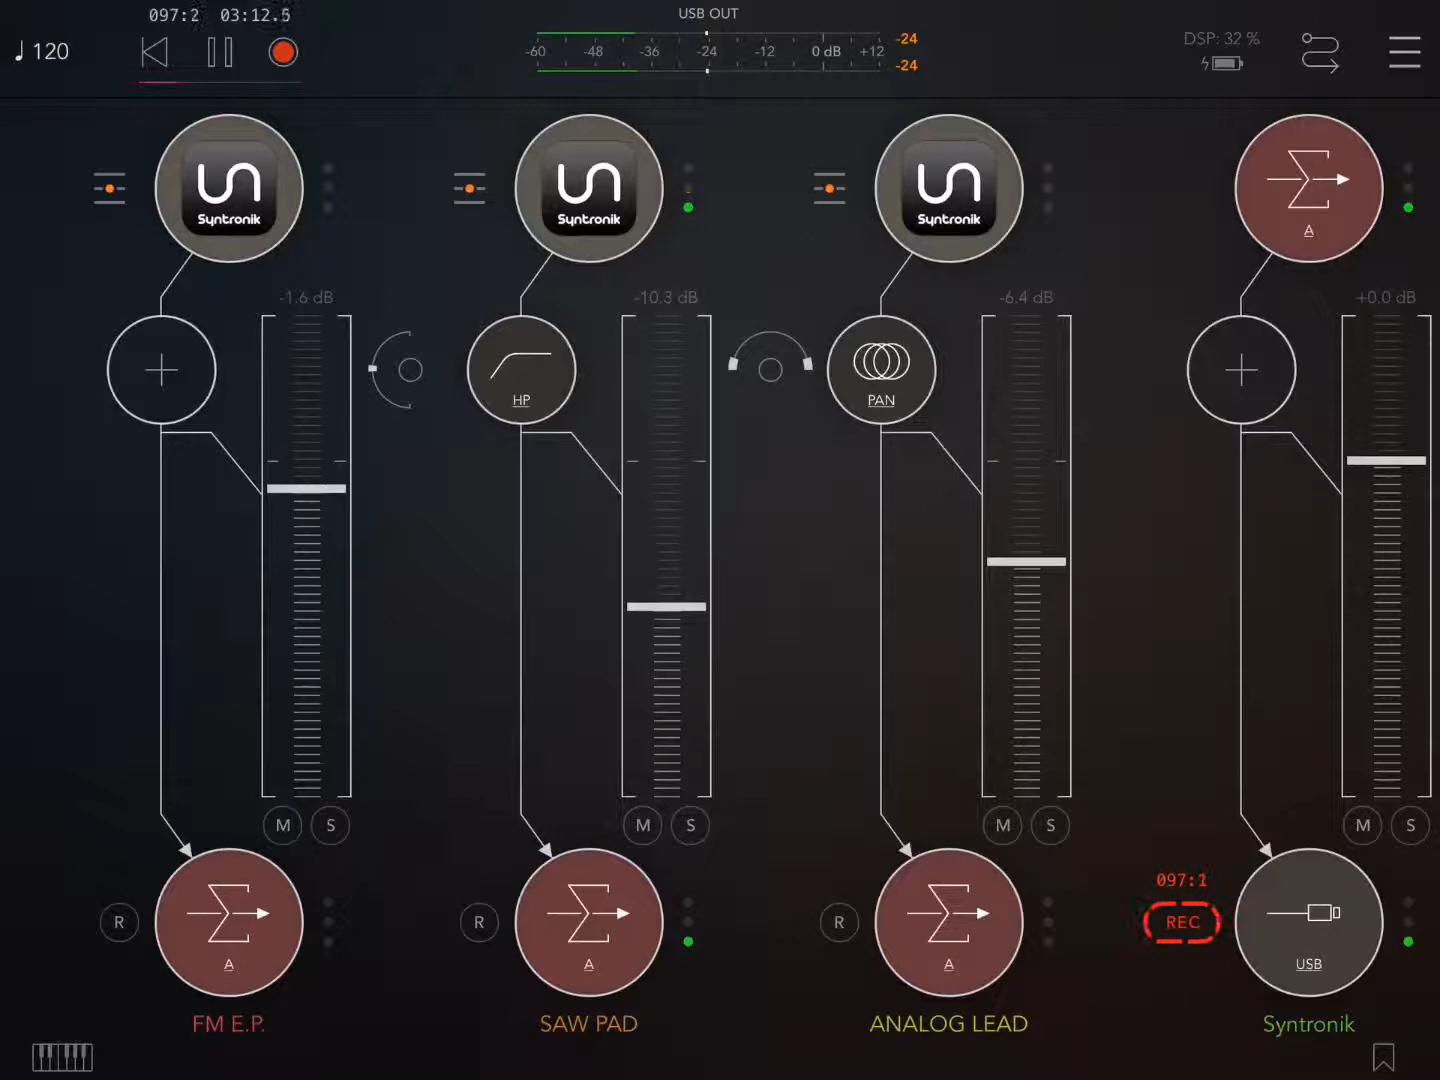 097:2 03:12.5
USB OUT
120
-60 -48 -36 -24 -12 0 dB +12
-24
-24
DSP: 32 %
Syntronik
Syntronik
Syntronik
A
-1.6 dB
-10.3 dB
-6.4 dB
+0.0 dB
HP
PAN
M S
M S
M S
M S
097:1
R
R
R
REC
A
A
A
USB
FM E.P.
SAW PAD
ANALOG LEAD
Syntronik